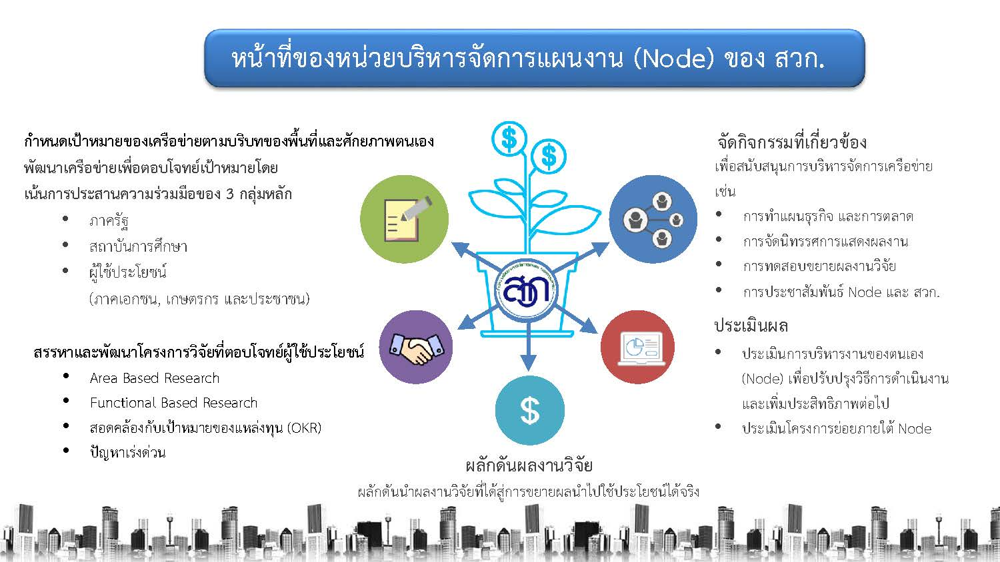 หน้าที่ของหน่วยบริหารจัดการแผนงาน (Node) ของ สวก.
กำหนดเป้าหมายของเครือข่ายตามบริบทของพื้นที่และศักยภาพตนเอง
พัฒนาเครือข่ายเพื่อตอบโจทย์เป้าหมายโดย
เน้นการประสานความร่วมมือของ 3 กลุ่มหลัก
• ภาครัฐ
• สถาบันการศึกษา
• ผู้ใช้ประโยชน์
(ภาคเอกชน, เกษตรกร และประชาชน)
สรรหาและพัฒนาโครงการวิจัยที่ตอบโจทย์ผู้ใช้ประโยชน์
• Area Based Research
• Functional Based Research
• สอดคล้องกับเป้าหมายของแหล่งทุน (OKR)
• ปัญหาเร่งด่วน
$
$
สวก
$
ผลักดันผลงานวิจัย
ผลักดันนำผลงานวิจัยที่ได้สู่การขยายผลนำไปใช้ประโยชน์ได้จริง
จัดกิจกรรมที่เกี่ยวข้อง
เพื่อสนับสนุนการบริหารจัดการเครือข่าย
เช่น
• การทำแผนธุรกิจ และการตลาด
• การจัดนิทรรศการแสดงผลงาน
• การทดสอบขยายผลงานวิจัย
• การประชาสัมพันธ์ Node และ สวก.
ประเมินผล
• ประเมินการบริหารงานของตนเอง
(Node) เพื่อปรับปรุงวิธีการดำเนินงาน
และเพิ่มประสิทธิภาพต่อไป
• ประเมินโครงการย่อยภายใต้ Node